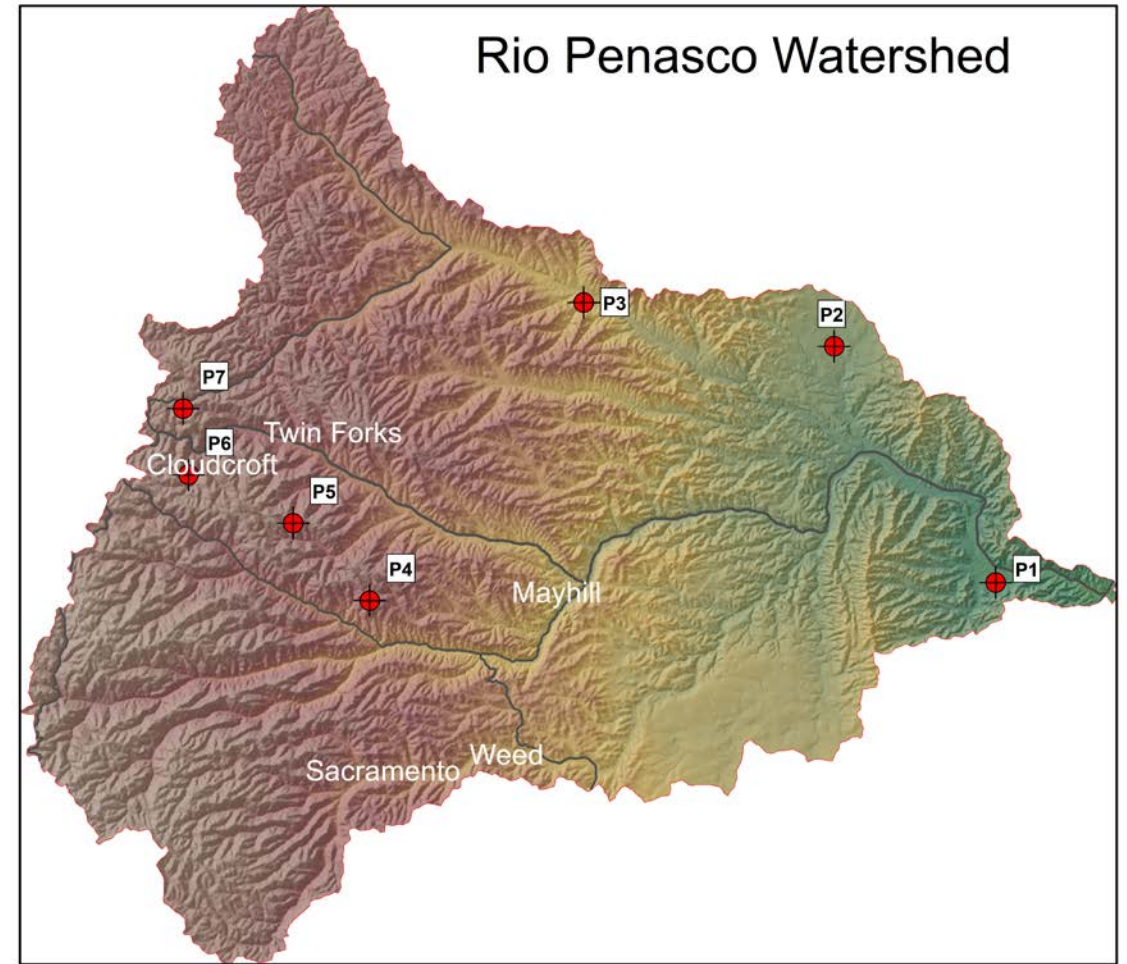 Rio Penasco Watershed
P3
P2
P7
Twin Forks
P6
Cloudcroft
P5
P4
P1
Mayhill
Weed
Sacramento